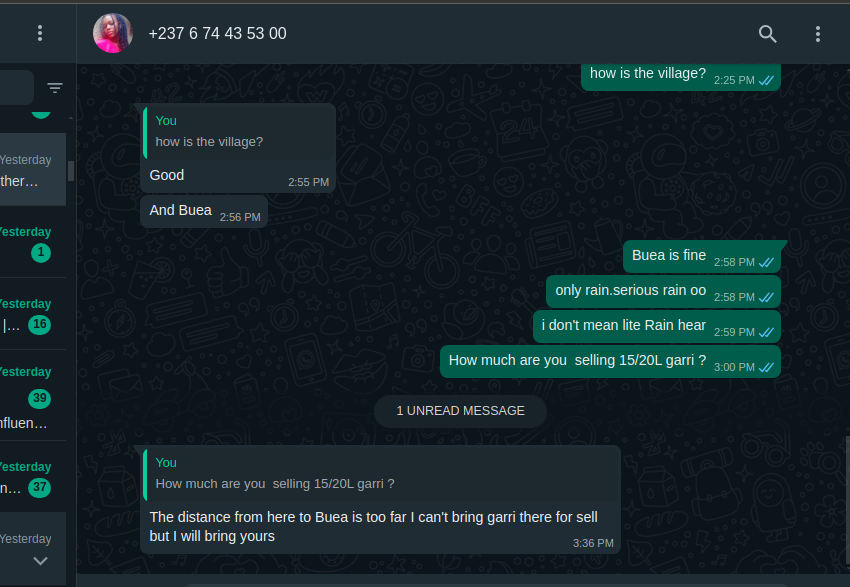 +237 6 74 43 53 00
how is the village? 2:25 PM
Yesterday
ther…
Yesterday
1
Yesterday
|… 16
Yesterday
39
nfluen…
Yesterday
n… 37
Yesterday
You
how is the village?
Good 2:55 PM
And Buea 2:56 PM
Buea is fine 2:58 PM
only rain.serious rain oo 2:58 PM
i don't mean lite Rain hear 2:59 PM
How much are you  selling 15/20L garri ? 3:00 PM
1 UNREAD MESSAGE
You
How much are you  selling 15/20L garri ?
The distance from here to Buea is too far I can't bring garri there for sell
but I will bring yours 3:36 PM